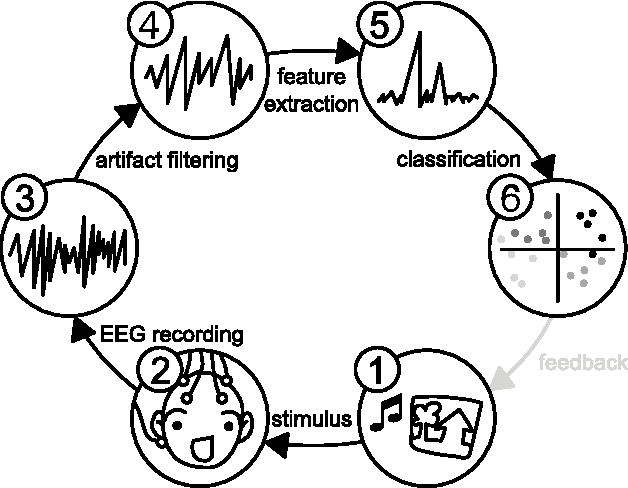 4
5
feature
extraction
artifact filtering
classification
3
6
EEG recording
feedback
2
1
stimulus